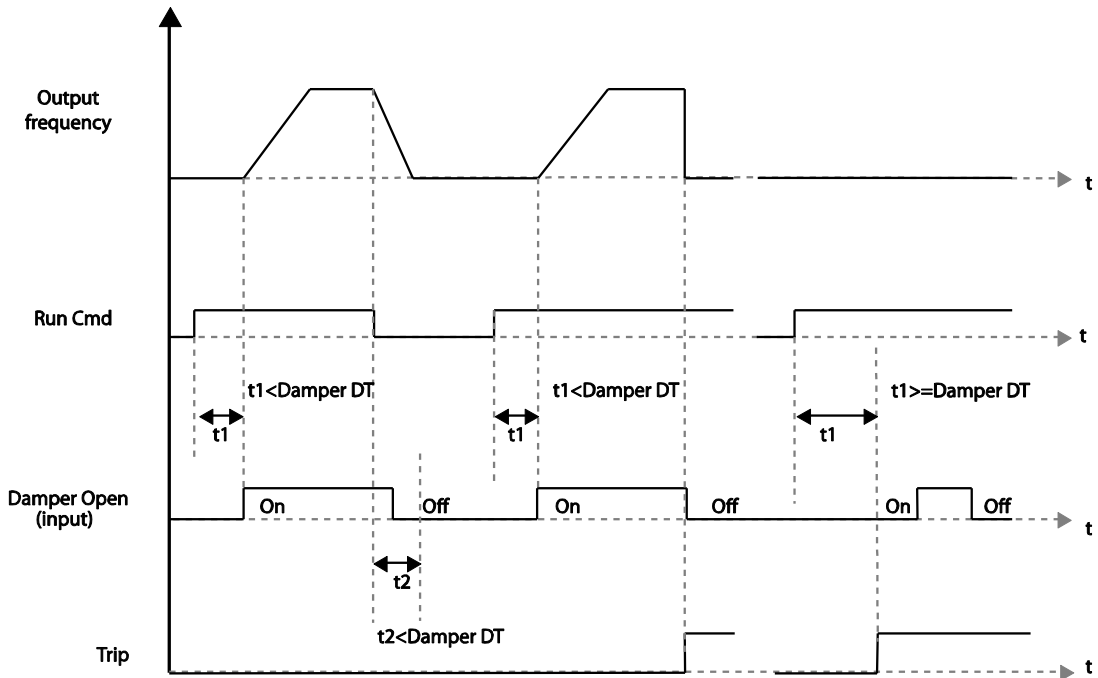 Output
frequency
t
Run Cmd
t
t1<Damper DT
t1<Damper DT
t1>=Damper DT
t1
t1
t1
Damper Open
(input)
On
Off
On
Off
On
Off
t
t2
t2<Damper DT
Trip
t